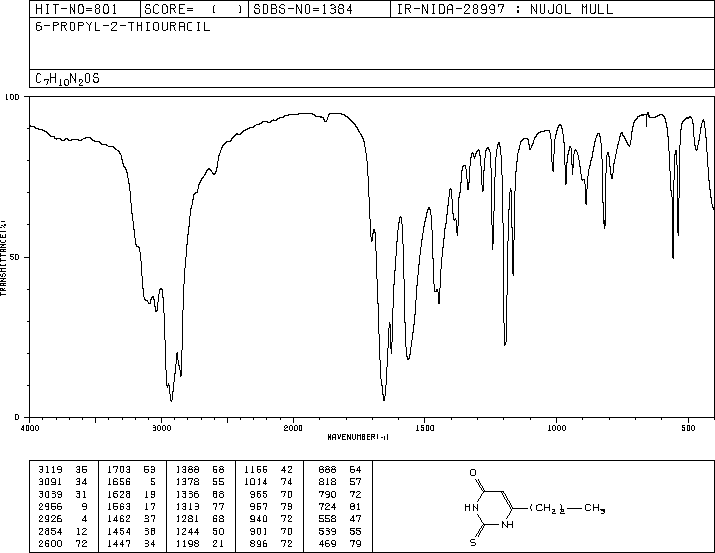 HIT-NO=801 SCORE= ( ) SDBS-NO=1384 IR-NIDA-28997 : NUJOL MULL
6-PROPYL-2-THIOURACIL
C7H10N2OS
100
50
0
TRANSMITTANCE(%)
4000 3000 2000 1500 1000 500
WAVENUMBER(-1)
3119 35 1703 53 1388 58 1166 42 888 64
3091 34 1656 5 1378 55 1014 74 818 57
3039 31 1628 19 1336 86 965 70 790 72
2956 9 1563 17 1313 77 957 79 724 81
2926 4 1462 37 1281 68 940 72 558 47
2854 12 1454 38 1244 50 901 70 539 55
2600 72 1447 34 1198 21 896 72 469 79
O
HN
NH
S
(CH2)2 CH3